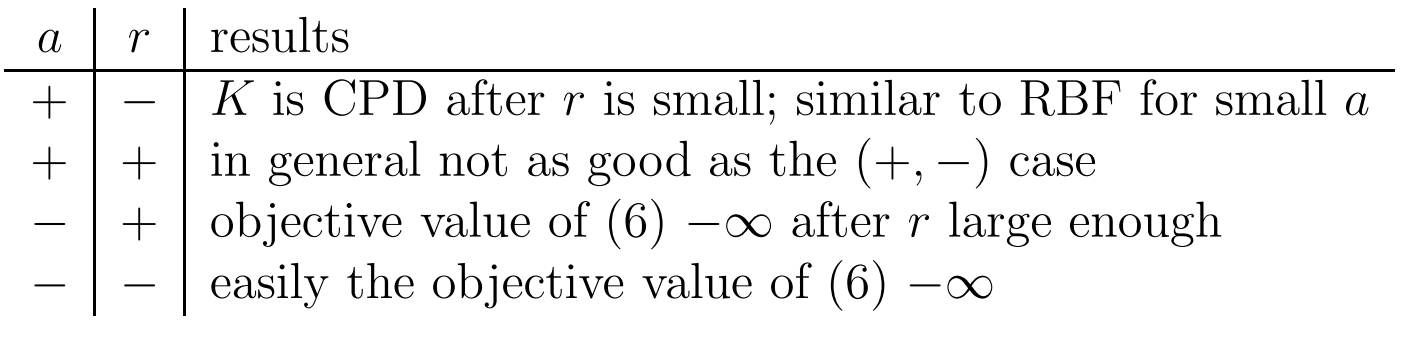 a r results
+ − K is CPD after r is small; similar to RBF for small a
+ + in general not as good as the (+, −) case
− + objective value of (6) −∞ after r large enough
− − easily the objective value of (6) −∞